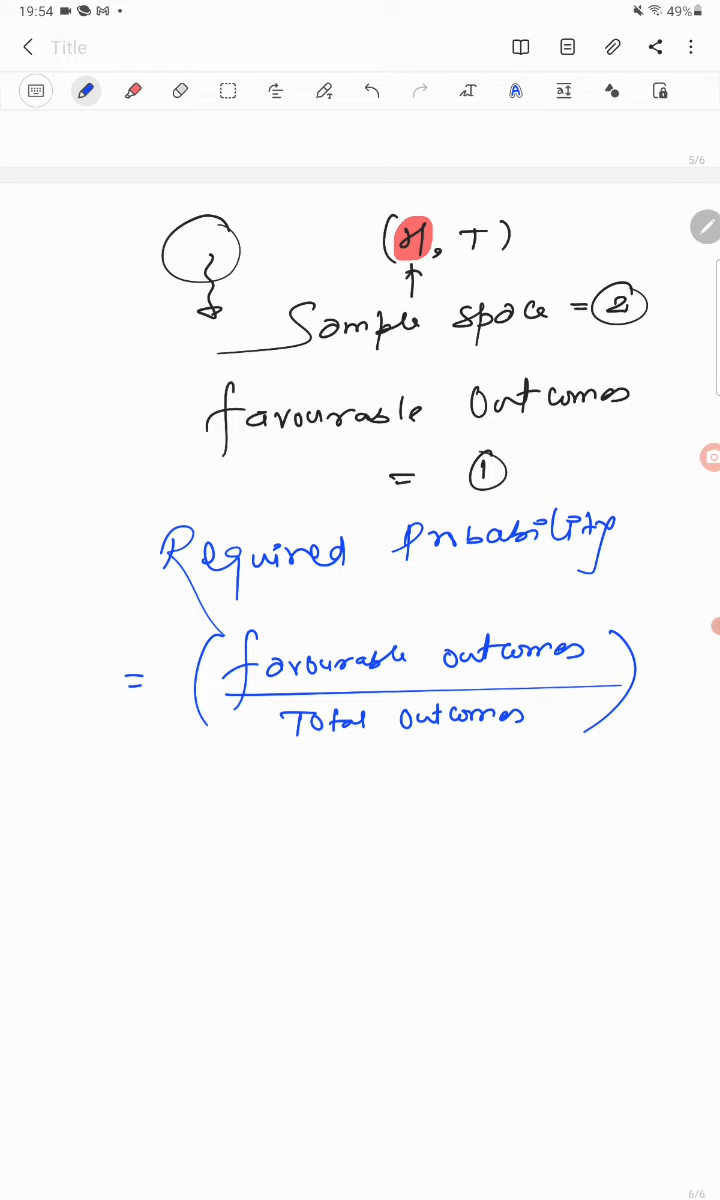 19:54
49%
Title
5/6
(H, T)
Sample space = 2
favourable outcomes
= 1
Required Probability
= (favourable outcomes
Total outcomes)
6/6